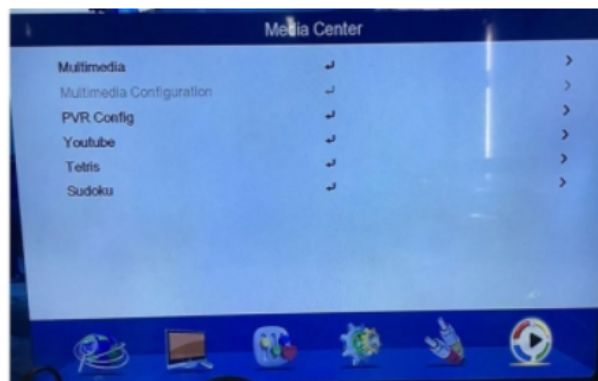 Media Center
Multimedia
Multimedia Configuration
PVR Config
Youtube
Tetris
Sudoku